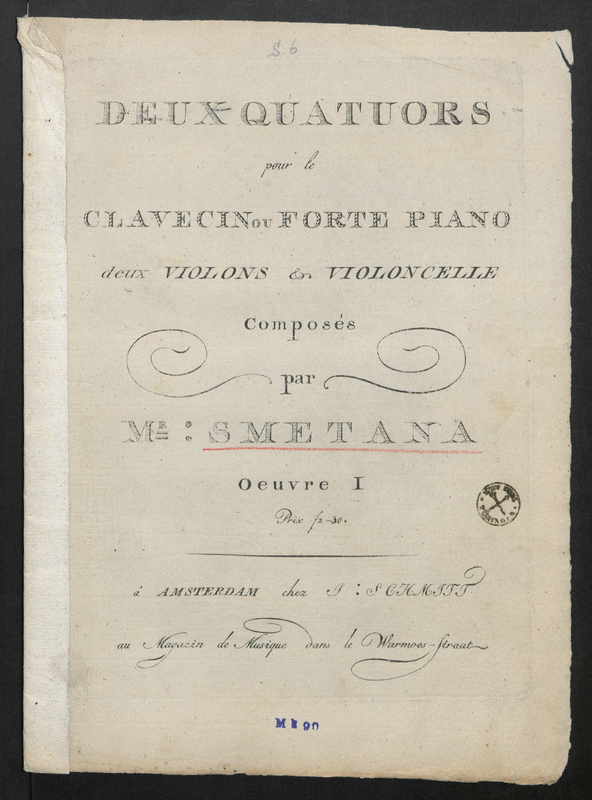 S. 6
DEUX QUATUORS
pour le
CLAVECIN OU FORTE PIANO
deux VIOLONS & VIOLONCELLE
Composés
par
MR: SMETANA
Oeuvre I
Prix f2-30.
à AMSTERDAM chez J: SCHMITT
au Magazin de Musique dans le Warmoes-straat
M k 90